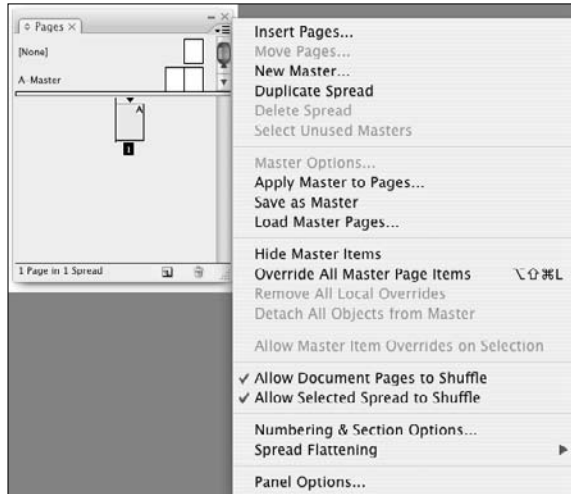 Pages
[None]
A-Master
A
1
1 Page in 1 Spread
Insert Pages...
Move Pages...
New Master...
Duplicate Spread
Delete Spread
Select Unused Masters
Master Options...
Apply Master to Pages...
Save as Master
Load Master Pages...
Hide Master Items
Override All Master Page Items ⌥⇧⌘L
Remove All Local Overrides
Detach All Objects from Master
Allow Master Item Overrides on Selection
✓ Allow Document Pages to Shuffle
✓ Allow Selected Spread to Shuffle
Numbering & Section Options...
Spread Flattening
Panel Options...